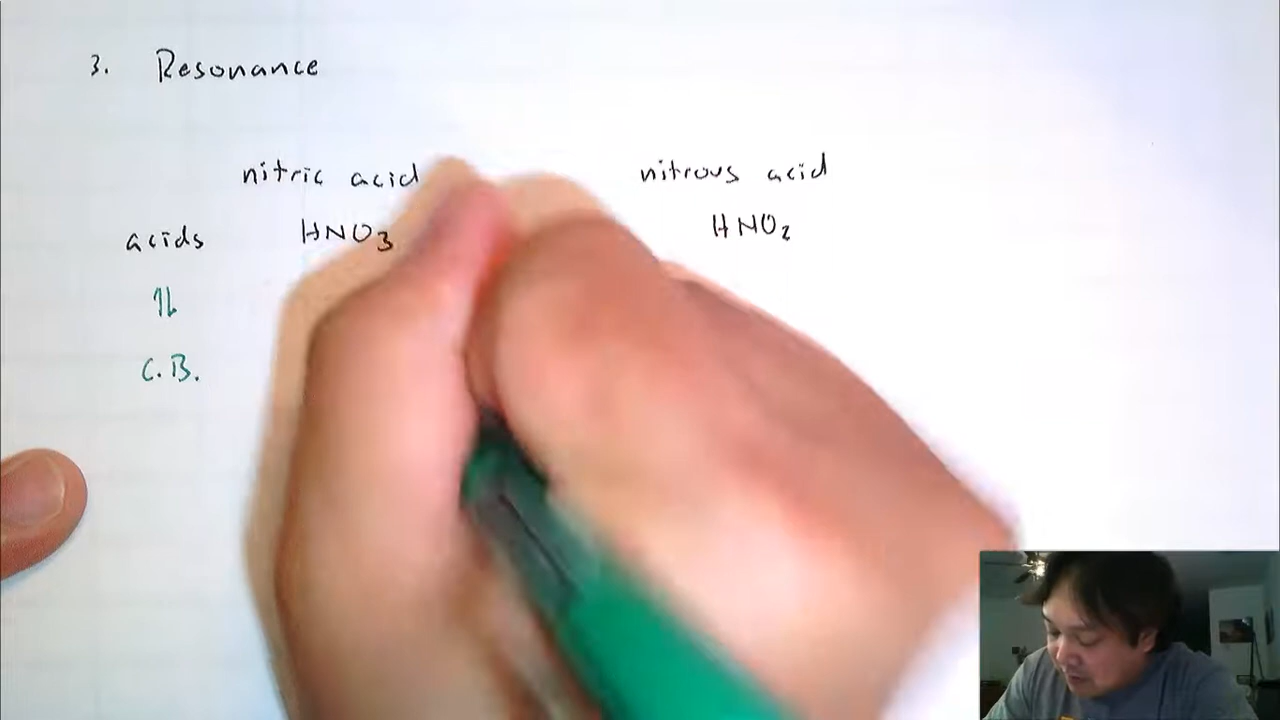 3. Resonance
nitric acid nitrous acid
acids HNO3 HNO2
⇌
C.B.